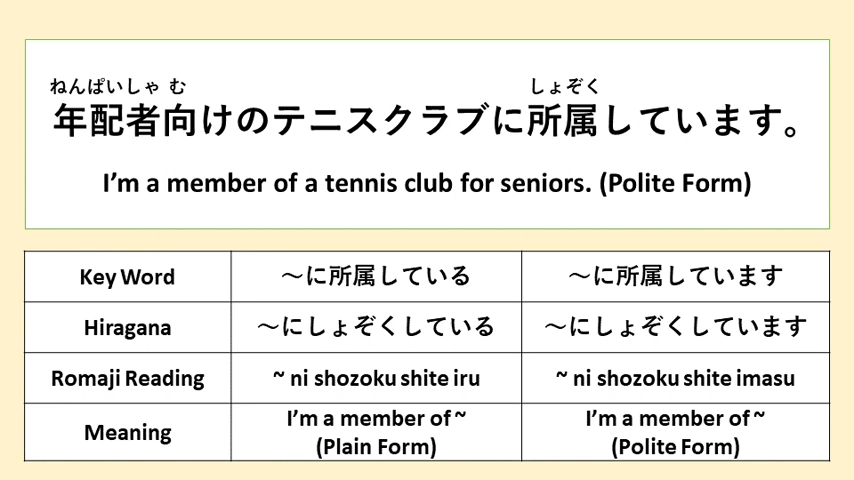 ねんぱいしゃ む しょぞく
年配者向けのテニスクラブに所属しています。
I'm a member of a tennis club for seniors. (Polite Form)
Key Word ～に所属している ～に所属しています
Hiragana ～にしょぞくしている ～にしょぞくしています
Romaji Reading ~ ni shozoku shite iru ~ ni shozoku shite imasu
Meaning I'm a member of ~ (Plain Form) I'm a member of ~ (Polite Form)